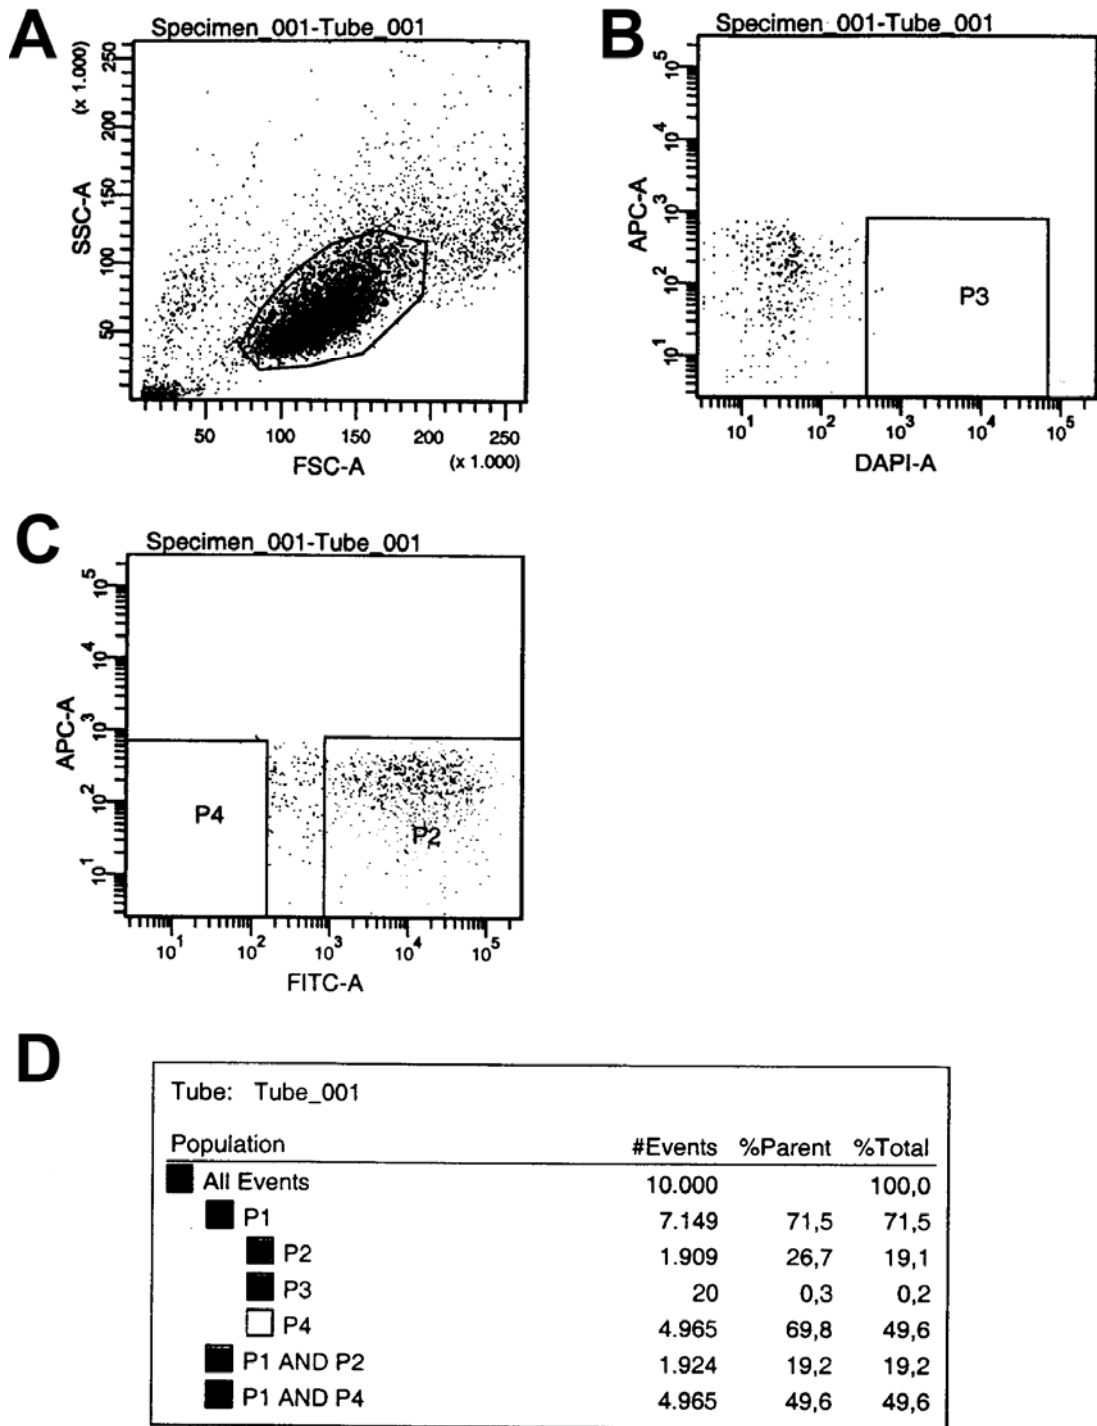 A
Specimen_001-Tube_001
(x 1.000)
250
200
150
100
50
SSC-A
50 100 150 200 250
FSC-A (x 1.000)
B
Specimen_001-Tube_001
10^5
10^4
10^3
10^2
10^1
APC-A
P3
10^1 10^2 10^3 10^4 10^5
DAPI-A
C
Specimen_001-Tube_001
10^5
10^4
10^3
10^2
10^1
APC-A
P4
P2
10^1 10^2 10^3 10^4 10^5
FITC-A
D
Tube: Tube_001
Population #Events %Parent %Total
All Events 10.000 100,0
P1 7.149 71,5 71,5
P2 1.909 26,7 19,1
P3 20 0,3 0,2
P4 4.965 69,8 49,6
P1 AND P2 1.924 19,2 19,2
P1 AND P4 4.965 49,6 49,6